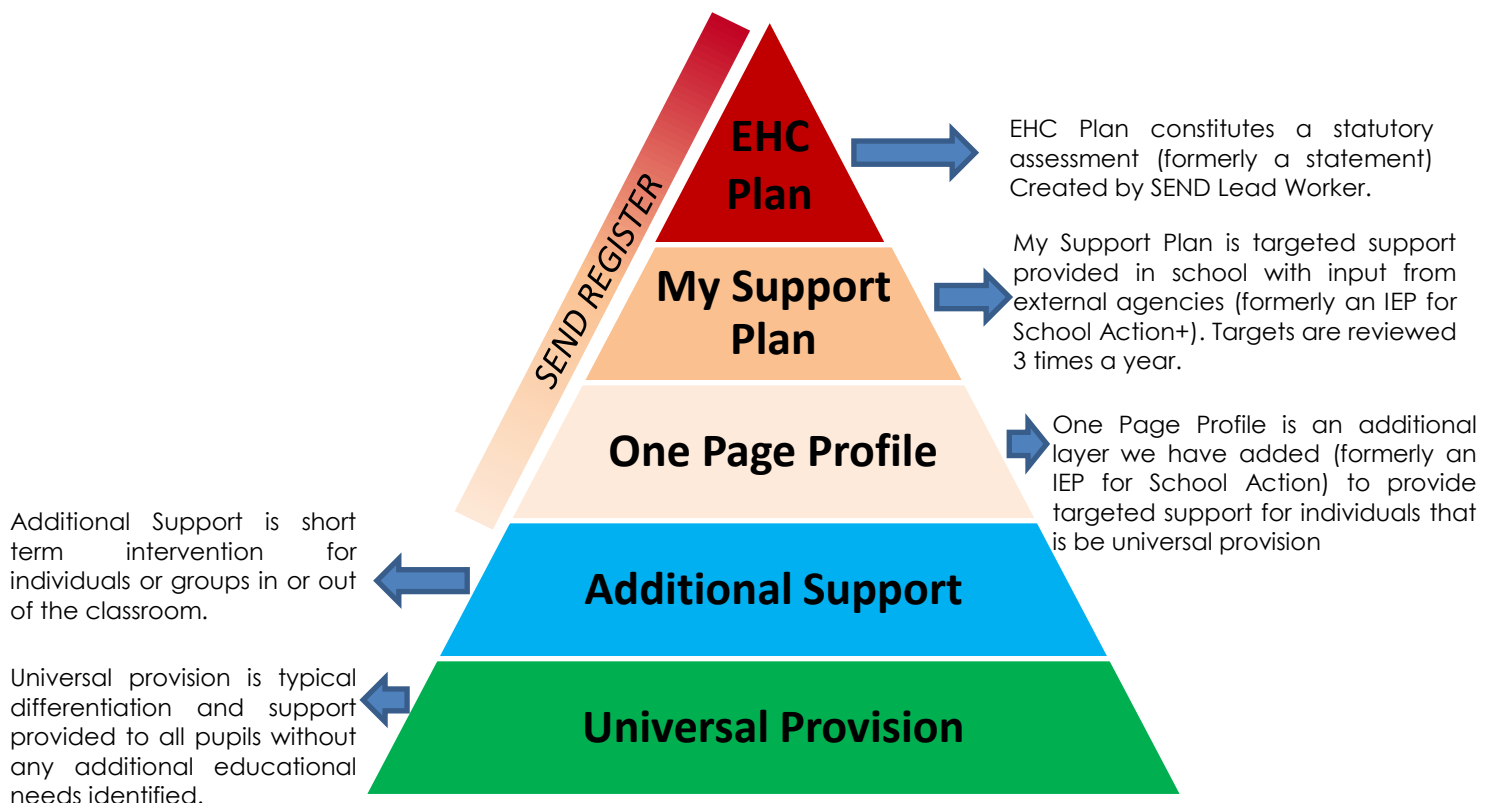 EHC
Plan
EHC Plan constitutes a statutory
assessment (formerly a statement)
Created by SEND Lead Worker.
SEND REGISTER
My Support
Plan
My Support Plan is targeted support
provided in school with input from
external agencies (formerly an IEP for
School Action+). Targets are reviewed
3 times a year.
One Page Profile
One Page Profile is an additional
layer we have added (formerly an
IEP for School Action) to provide
targeted support for individuals that
is be universal provision
Additional Support is short
term intervention for
individuals or groups in or out
of the classroom.
Additional Support
Universal provision is typical
differentiation and support
provided to all pupils without
any additional educational
needs identified.
Universal Provision